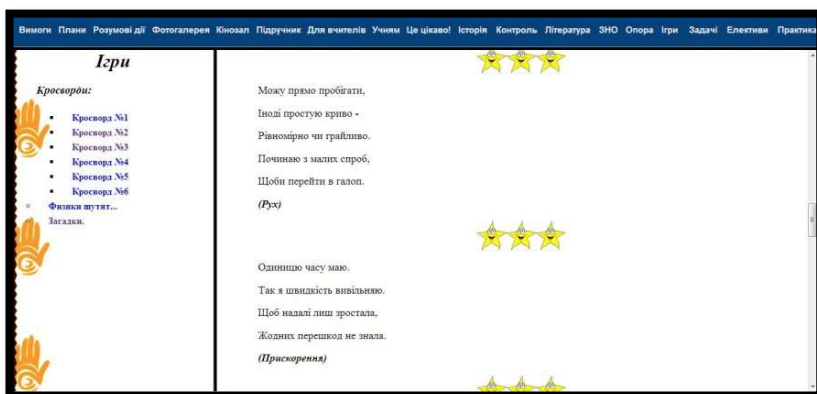 Вимоги Плани Розумові дії Фотогалерея Кінозал Підручник Для вчителів Учням Це цікаво! Історія Контроль Література ЗНО Опора Ігри Задачі Елективи Практика
Ігри
Кросворди:
Кросворд №1
Кросворд №2
Кросворд №3
Кросворд №4
Кросворд №5
Кросворд №6
Физики шутят...
Загадки.
Можу прямо пробігати,
Іноді простую криво -
Рівномірно чи грайливо.
Починаю з малих спроб,
Щоби перейти в галоп.
(Рух)
Одиницю часу маю.
Так я швидкість вивільняю.
Щоб надалі лиш зростала,
Жодних перешкод не знала.
(Прискорення)